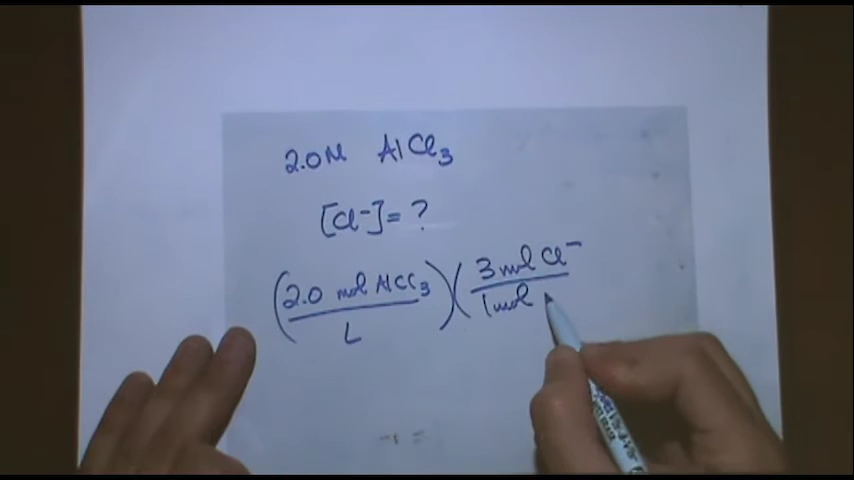 2.0M AlCl3
[Cl-]= ?
(2.0 mol AlCl3 / L) (3 mol Cl- / 1 mol